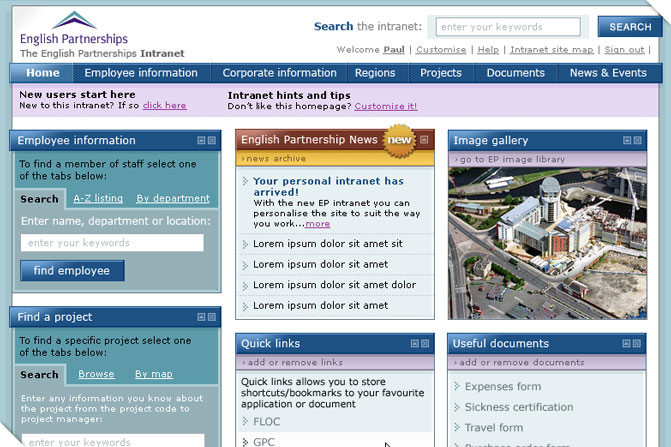 English Partnerships
The English Partnerships Intranet
Search the intranet:
enter your keywords
SEARCH
Welcome Paul | Customise | Help | Intranet site map | Sign out |
Home
Employee information
Corporate information
Regions
Projects
Documents
News & Events
New users start here
New to this intranet? If so click here
Intranet hints and tips
Don't like this homepage? Customise it!
Employee information
To find a member of staff select one
of the tabs below:
Search
A-Z listing
By department
Enter name, department or location:
enter your keywords
find employee
English Partnership News
new
› news archive
Your personal intranet has
arrived!
With the new EP intranet you can
personalise the site to suit the way
you work...more
Lorem ipsum dolor sit amet sit
Lorem ipsum dolor sit amet
Lorem ipsum dolor sit amet dolor
Lorem ipsum dolor sit amet
Image gallery
› go to EP image library
Find a project
To find a specific project select one
of the tabs below:
Search
Browse
By map
Enter any information you know about
the project from the project code to
project manager:
enter your keywords
Quick links
› add or remove links
Quick links allows you to store
shortcuts/bookmarks to your favourite
application or document
FLOC
GPC
Useful documents
› add or remove documents
Expenses form
Sickness certification
Travel form
Purchase order form